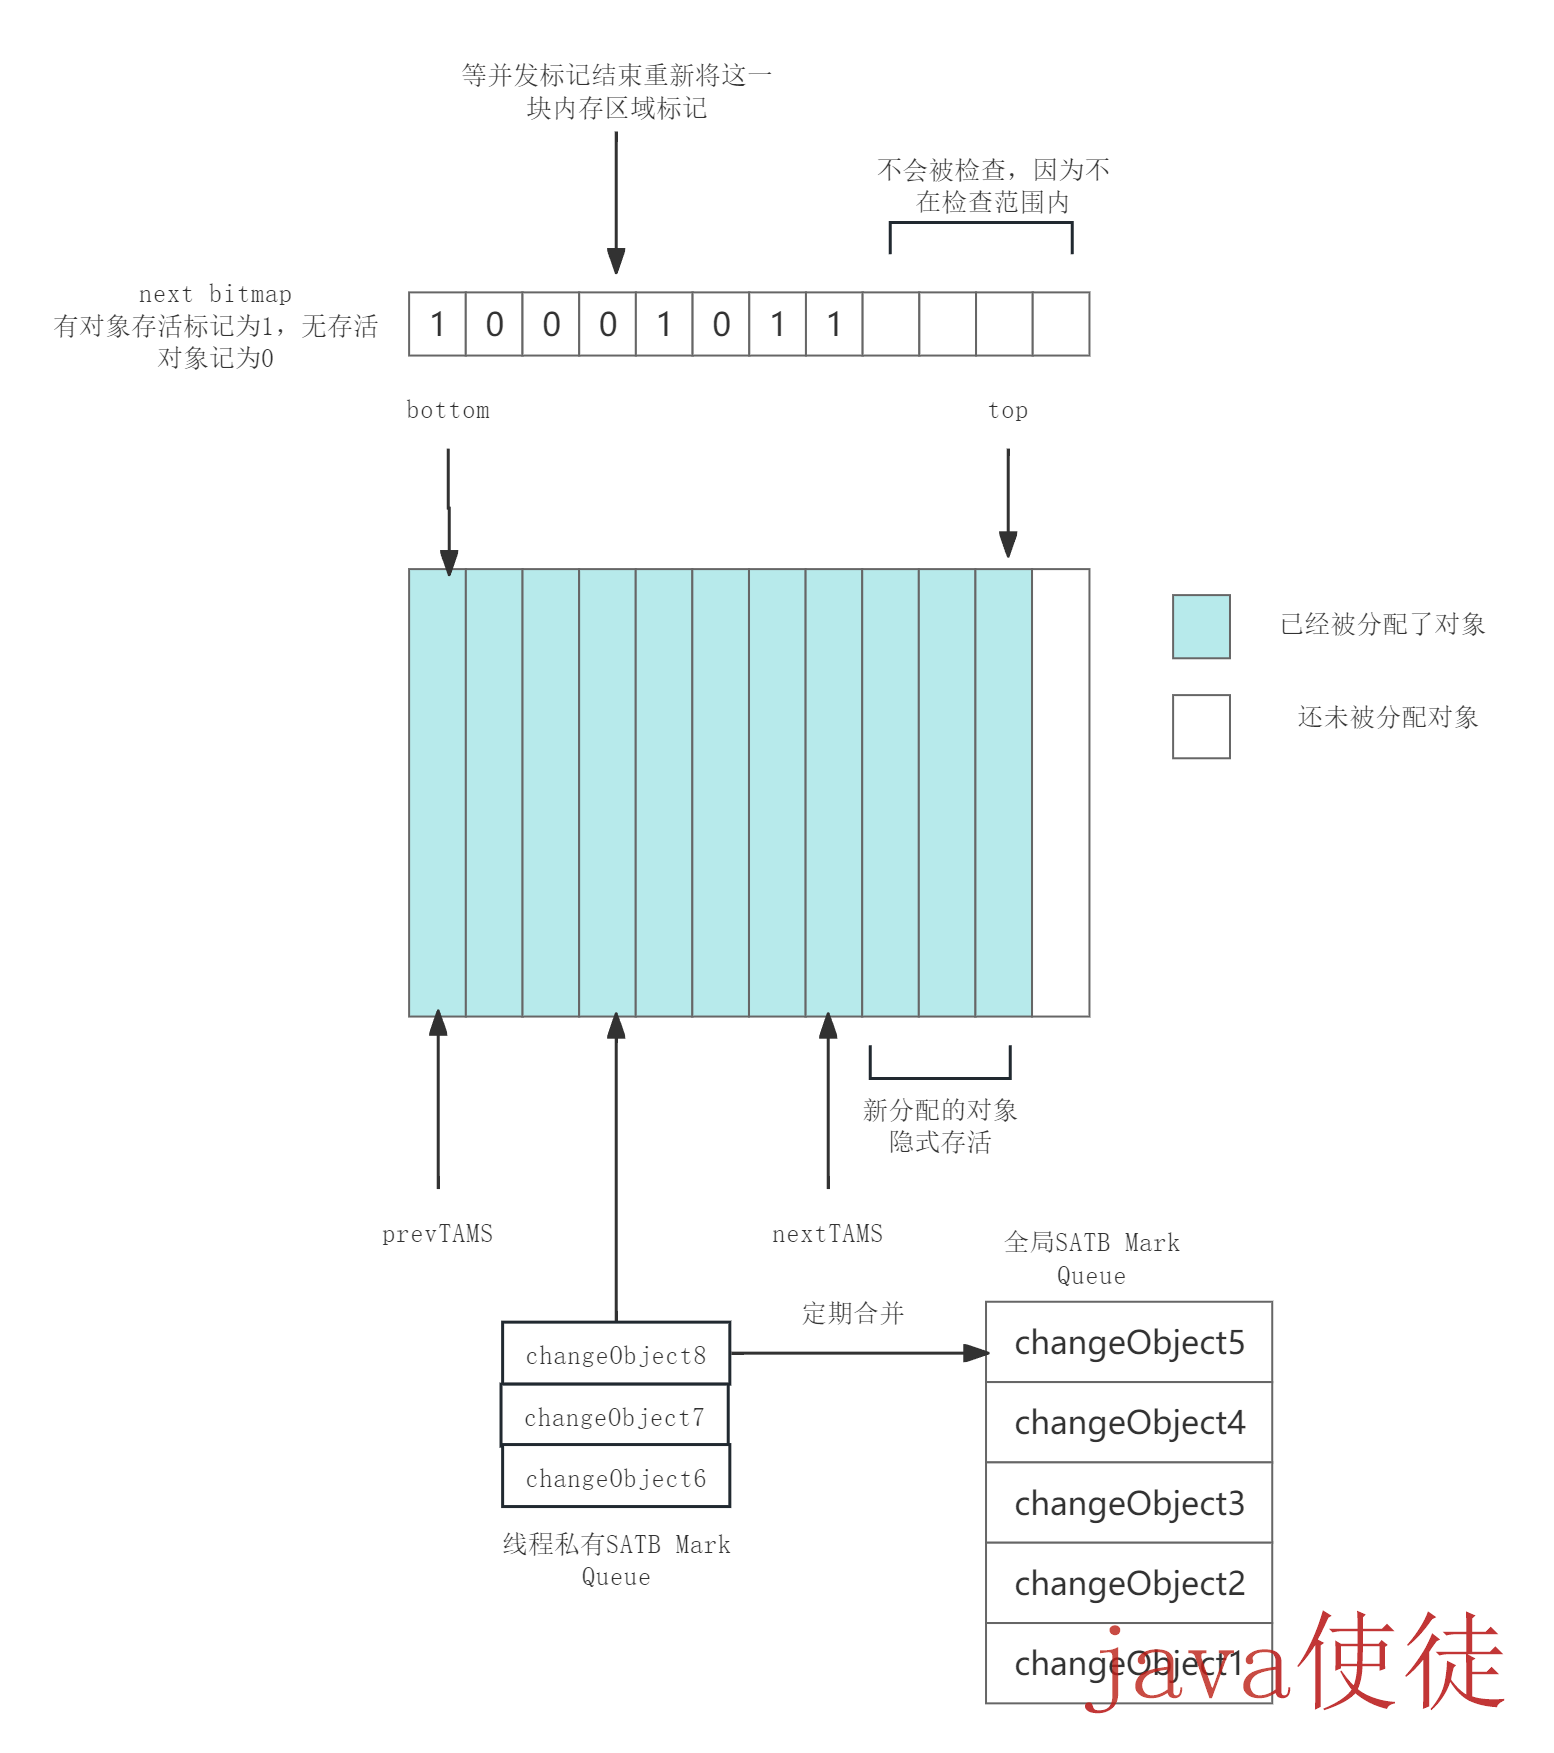 等并发标记结束重新将这一
块内存区域标记
不会被检查，因为不
在检查范围内
next bitmap
有对象存活标记为1，无存活
对象记为0
1 0 0 0 1 0 1 1
bottom
top
已经被分配了对象
还未被分配对象
新分配的对象
隐式存活
prevTAMS
nextTAMS
全局SATB Mark
Queue
定期合并
changeObject8
changeObject7
changeObject6
线程私有SATB Mark
Queue
changeObject5
changeObject4
changeObject3
changeObject2
changeObject1
java使徒